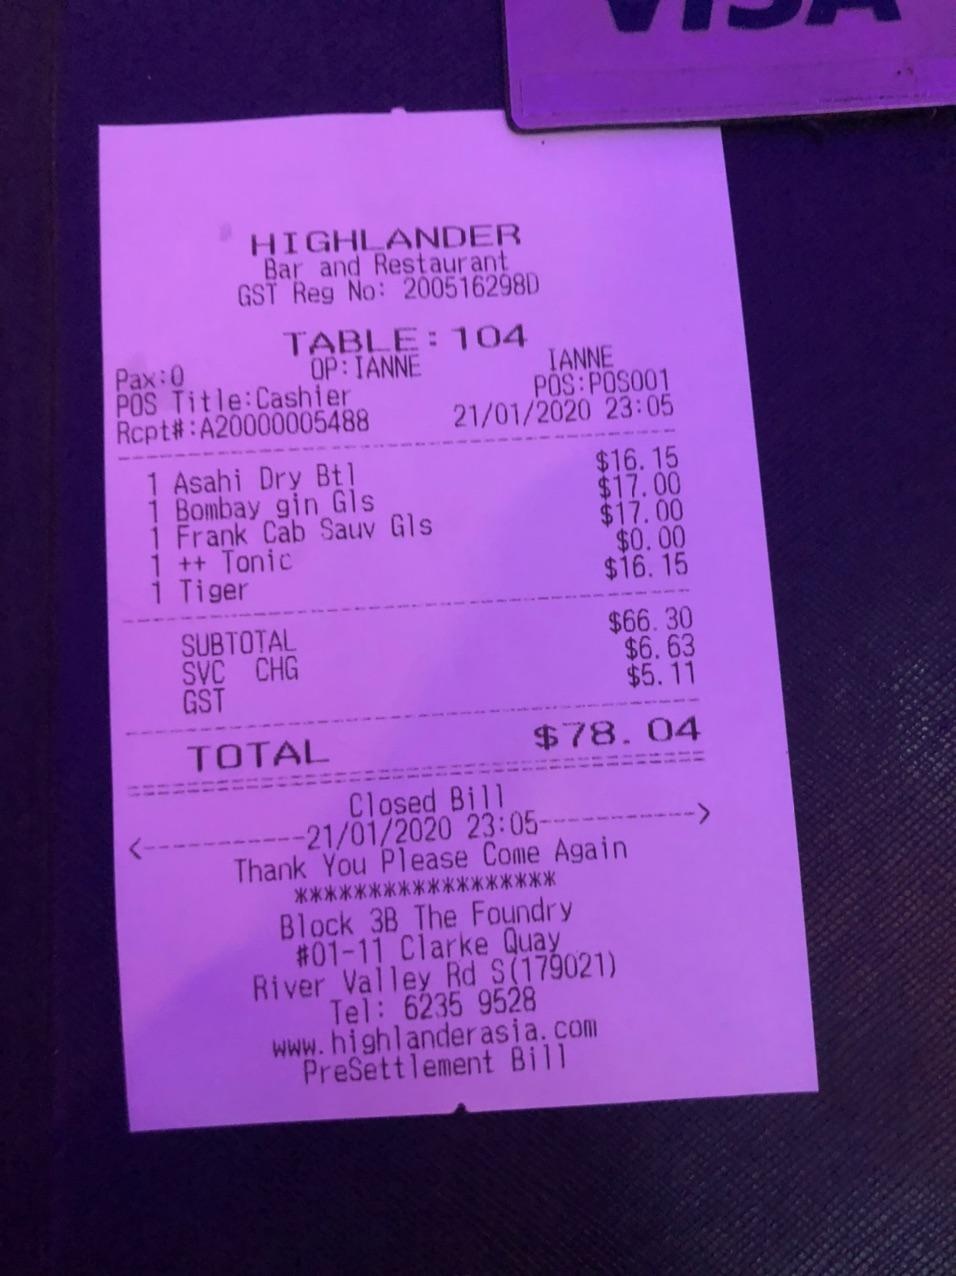 VISA
HIGHLANDER
Bar and Restaurant
GST Reg No: 200516298D
TABLE: 104
Pax:0 OP:IANNE IANNE
POS Title:Cashier POS:POS001
Rcpt#:A20000005488 21/01/2020 23:05
1 Asahi Dry Btl $16.15
1 Bombay gin Gls $17.00
1 Frank Cab Sauv Gls $17.00
1 ++ Tonic $0.00
1 Tiger $16.15
SUBTOTAL $66.30
SVC CHG $6.63
GST $5.11
TOTAL $78.04
Closed Bill
<-----------21/01/2020 23:05----------->
Thank You Please Come Again
******************
Block 3B The Foundry
#01-11 Clarke Quay
River Valley Rd S(179021)
Tel: 6235 9528
www.highlanderasia.com
PreSettlement Bill